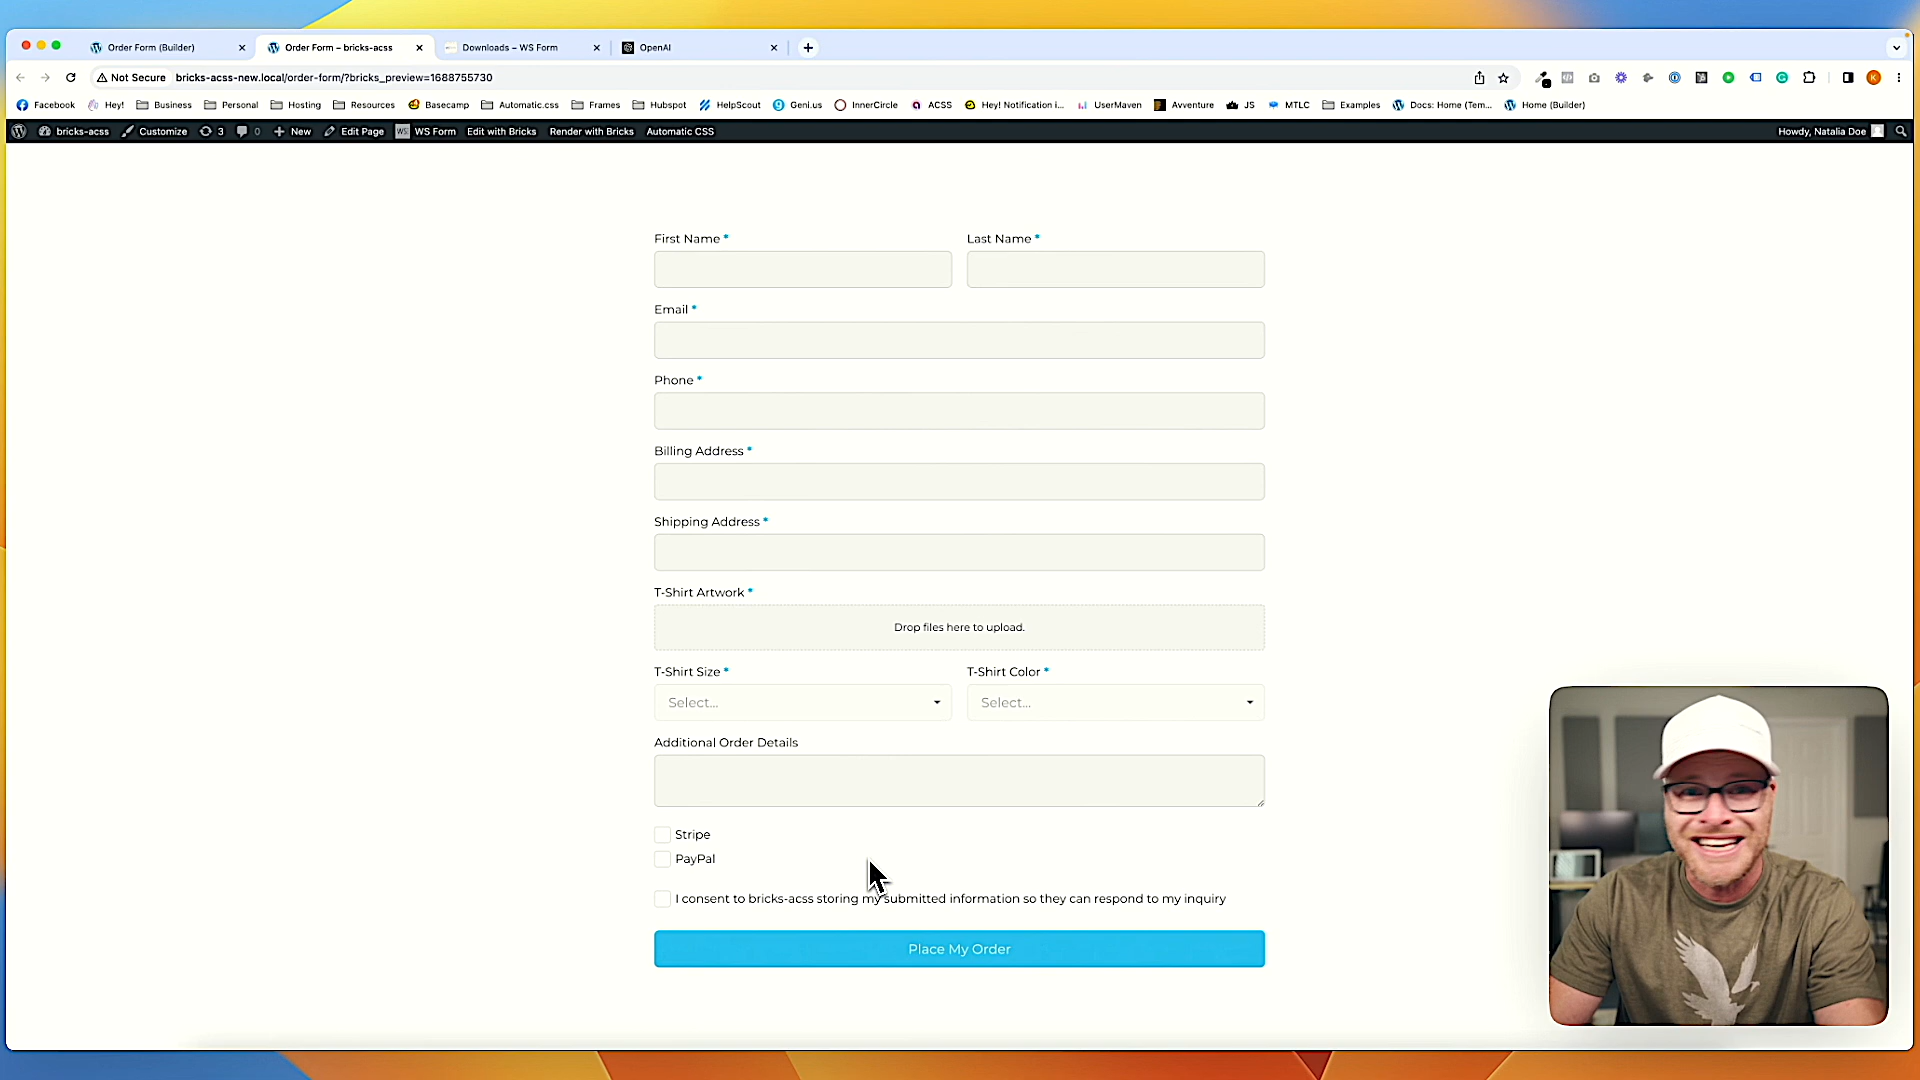 Order Form (Builder)
Order Form – bricks-acss
Downloads – WS Form
OpenAI
Not Secure
bricks-acss-new.local/order-form/?bricks_preview=1688755730
Facebook
Hey!
Business
Personal
Hosting
Resources
Basecamp
Automatic.css
Frames
Hubspot
HelpScout
Geni.us
InnerCircle
ACSS
Hey! Notification i...
UserMaven
Avventure
JS
MTLC
Examples
Docs: Home (Tem...
Home (Builder)
bricks-acss
Customize
3
0
New
Edit Page
WS Form
Edit with Bricks
Render with Bricks
Automatic CSS
Howdy, Natalia Doe
First Name *
Last Name *
Email *
Phone *
Billing Address *
Shipping Address *
T-Shirt Artwork *
Drop files here to upload.
T-Shirt Size *
T-Shirt Color *
Select...
Select...
Additional Order Details
Stripe
PayPal
I consent to bricks-acss storing my submitted information so they can respond to my inquiry
Place My Order